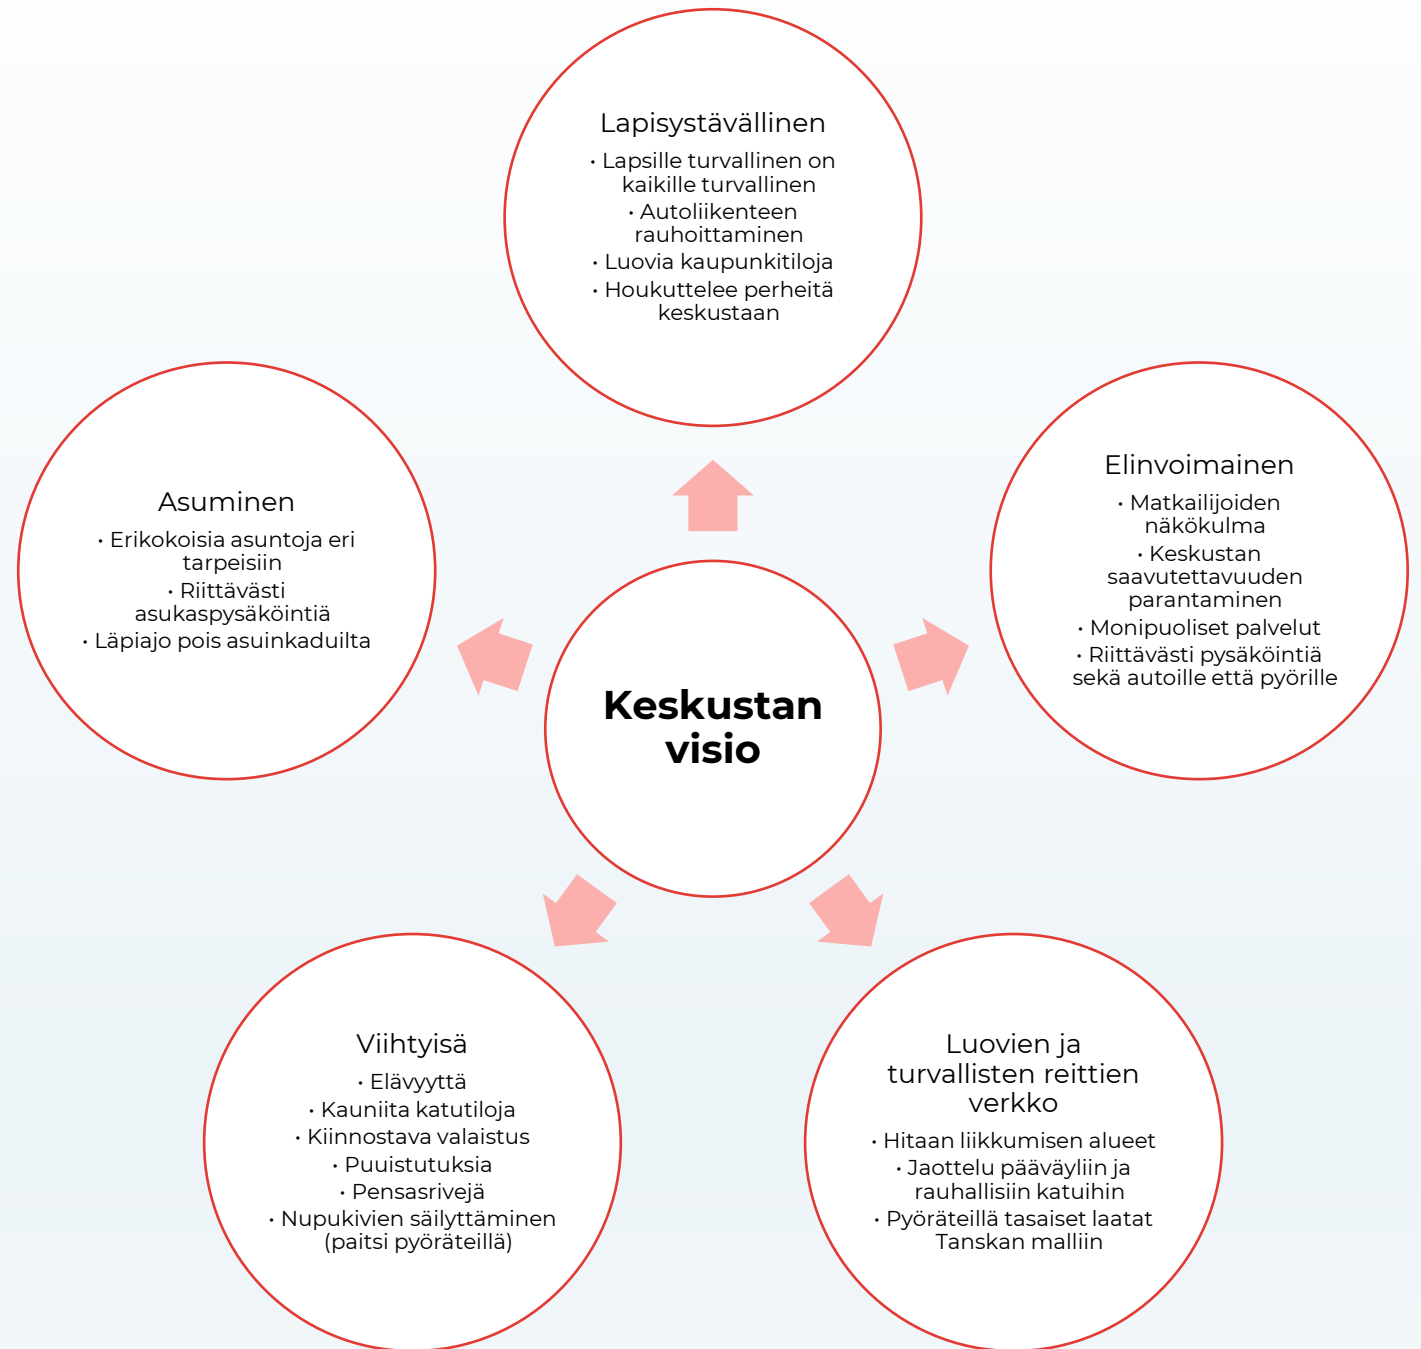 Lapisystävällinen
• Lapsille turvallinen on
kaikille turvallinen
• Autoliikenteen
rauhoittaminen
• Luovia kaupunkitiloja
• Houkuttelee perheitä
keskustaan
Elinvoimainen
• Matkailijoiden
näkökulma
• Keskustan
saavutettavuuden
parantaminen
• Monipuoliset palvelut
• Riittävästi pysäköintiä
sekä autoille että pyörille
Asuminen
• Erikokoisia asuntoja eri
tarpeisiin
• Riittävästi
asukaspysäköintiä
• Läpiajo pois asuinkaduilta
Keskustan
visio
Viihtyisä
• Elävyyttä
• Kauniita katutiloja
• Kiinnostava valaistus
• Puuistutuksia
• Pensasrivejä
• Nupukivien säilyttäminen
(paitsi pyöräteillä)
Luovien ja
turvallisten reittien
verkko
• Hitaan liikkumisen alueet
• Jaottelu pääväyliin ja
rauhallisiin katuihin
• Pyöräteillä tasaiset laatat
Tanskan malliin